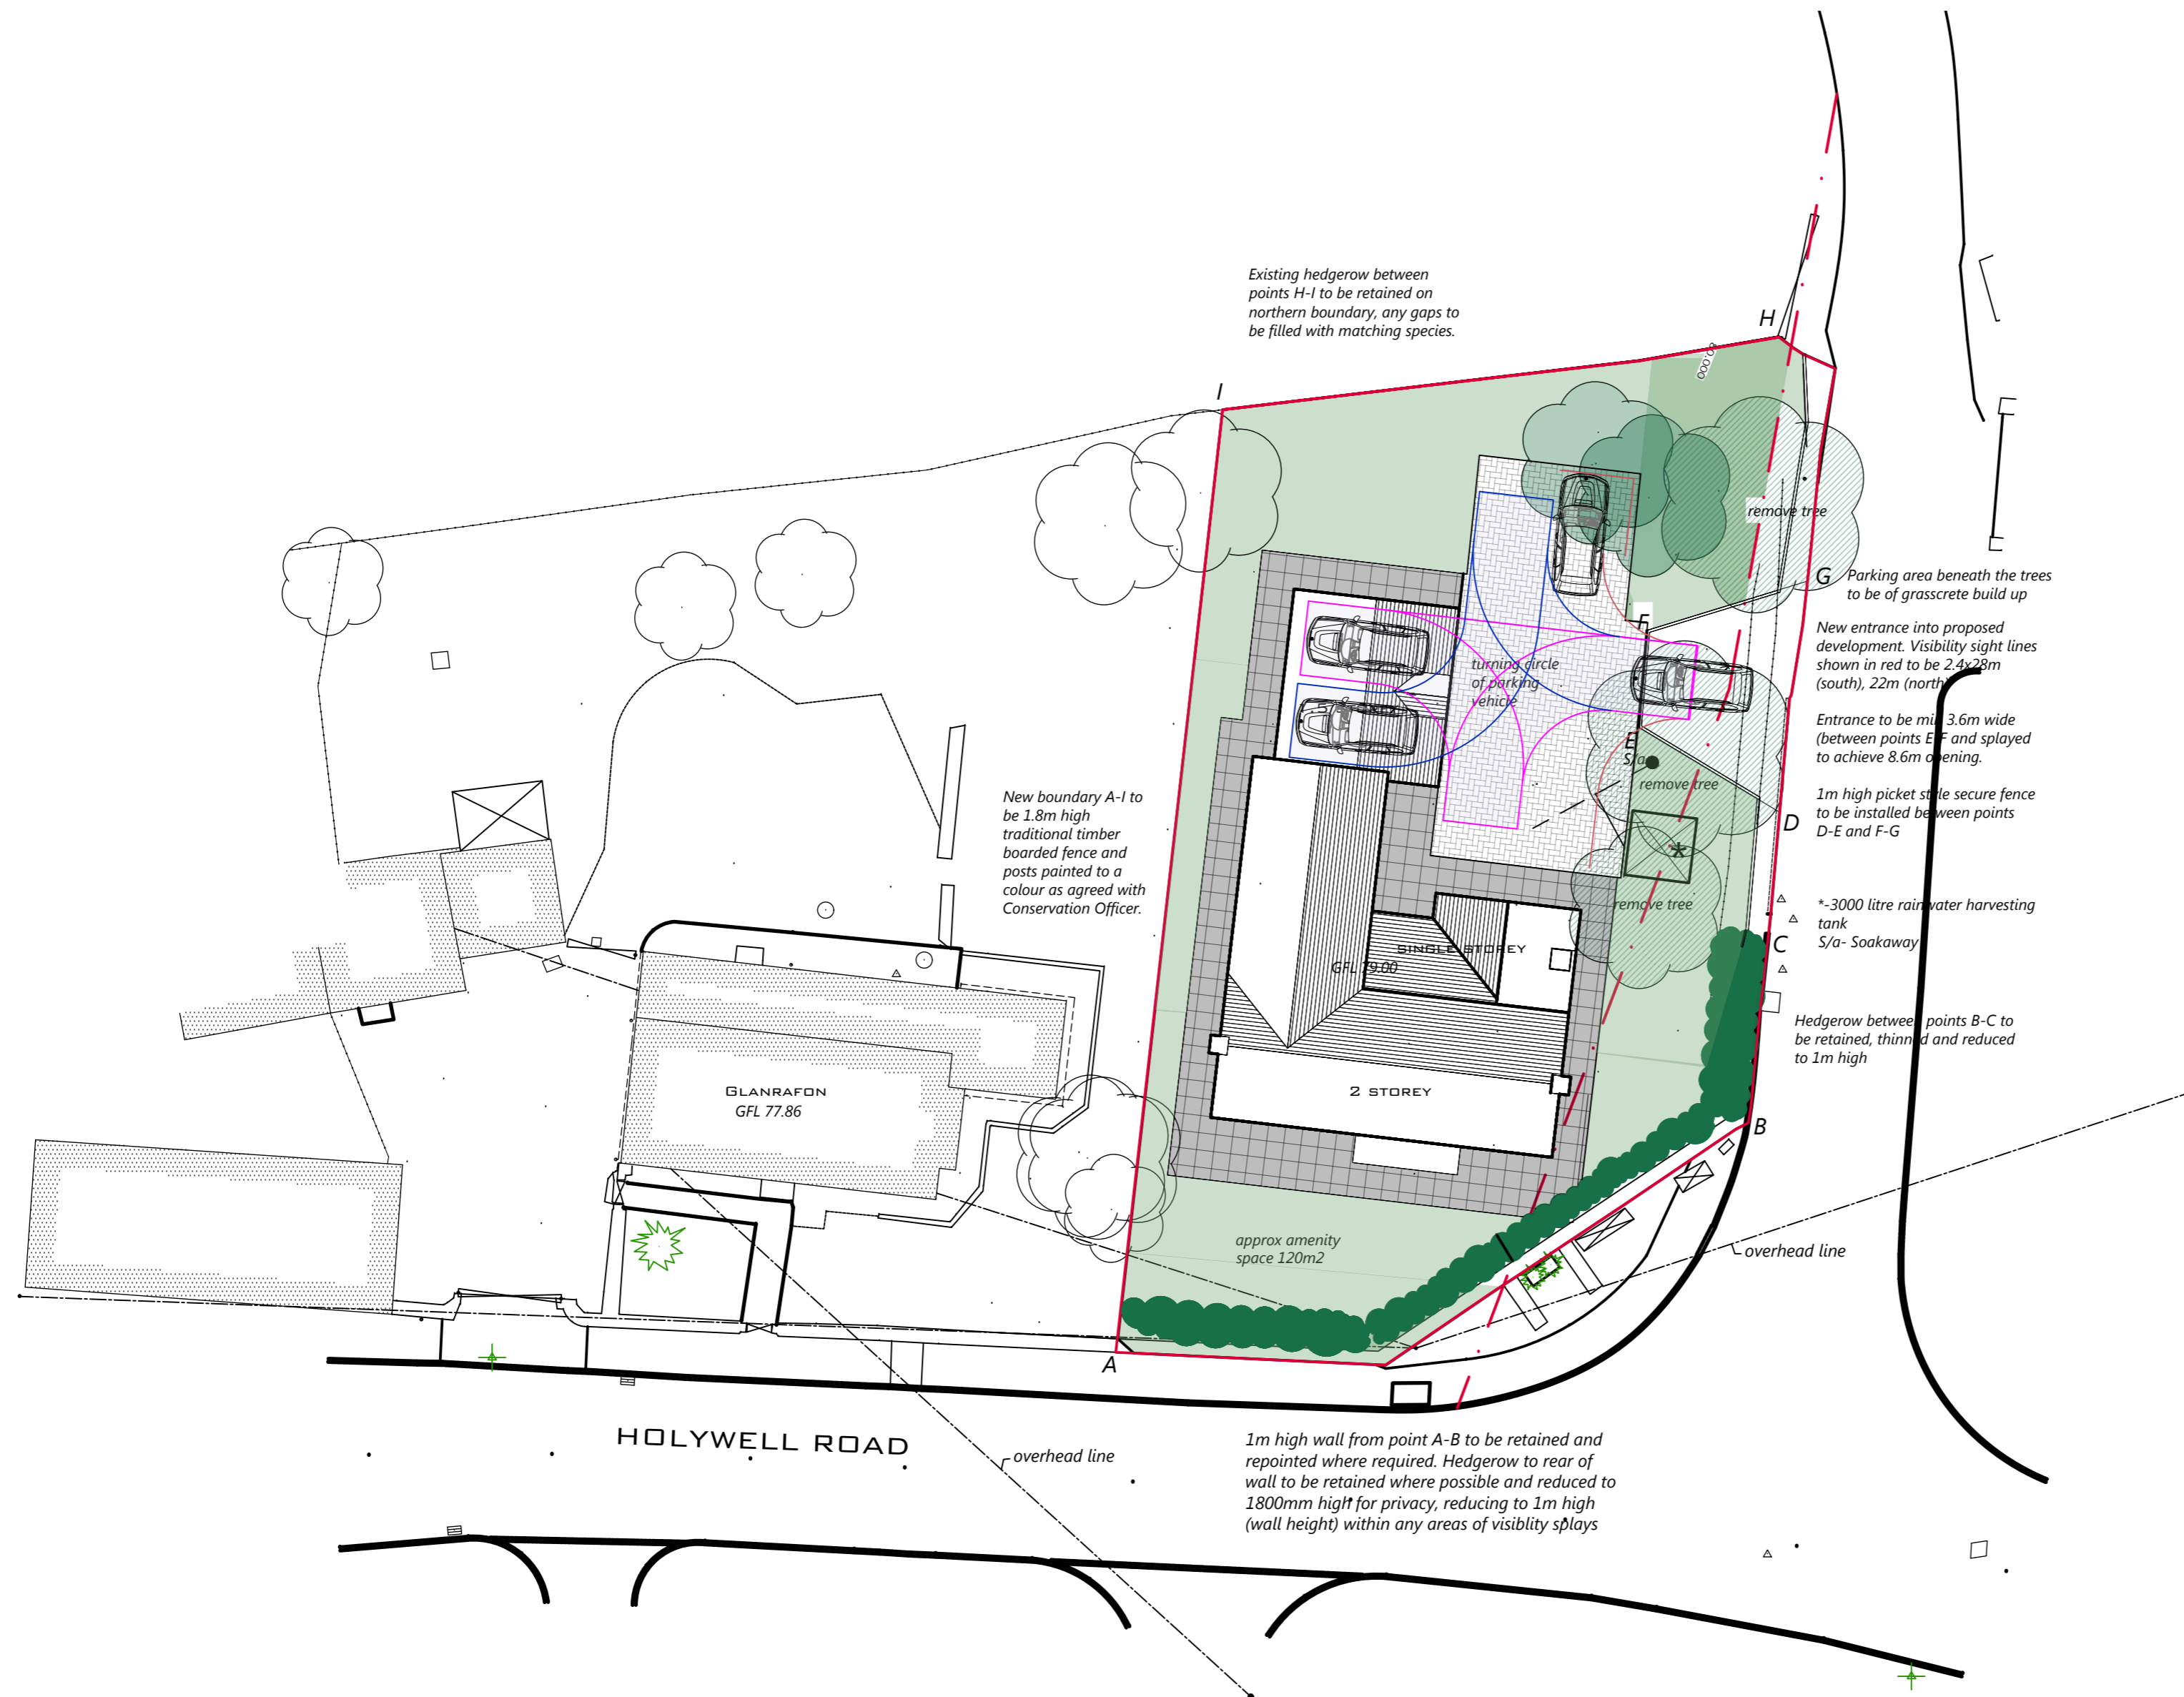 Existing hedgerow between
points H-I to be retained on
northern boundary, any gaps to
be filled with matching species.
H
80.000
I
remove tree
G
Parking area beneath the trees
to be of grasscrete build up
F
New entrance into proposed
development. Visibility sight lines
shown in red to be 2.4x28m
(south), 22m (north)
turning circle
of parking
vehicle
Entrance to be min 3.6m wide
(between points E-F and splayed
to achieve 8.6m opening.
E
S/a
remove tree
1m high picket style secure fence
to be installed between points
D-E and F-G
D
New boundary A-I to
be 1.8m high
traditional timber
boarded fence and
posts painted to a
colour as agreed with
Conservation Officer.
*
remove tree
*-3000 litre rainwater harvesting
tank
S/a- Soakaway
C
SINGLE STOREY
GFL 79.00
Hedgerow between points B-C to
be retained, thinned and reduced
to 1m high
GLANRAFON
GFL 77.86
2 STOREY
B
approx amenity
space 120m2
overhead line
A
HOLYWELL ROAD
overhead line
1m high wall from point A-B to be retained and
repointed where required. Hedgerow to rear of
wall to be retained where possible and reduced to
1800mm high for privacy, reducing to 1m high
(wall height) within any areas of visiblity splays